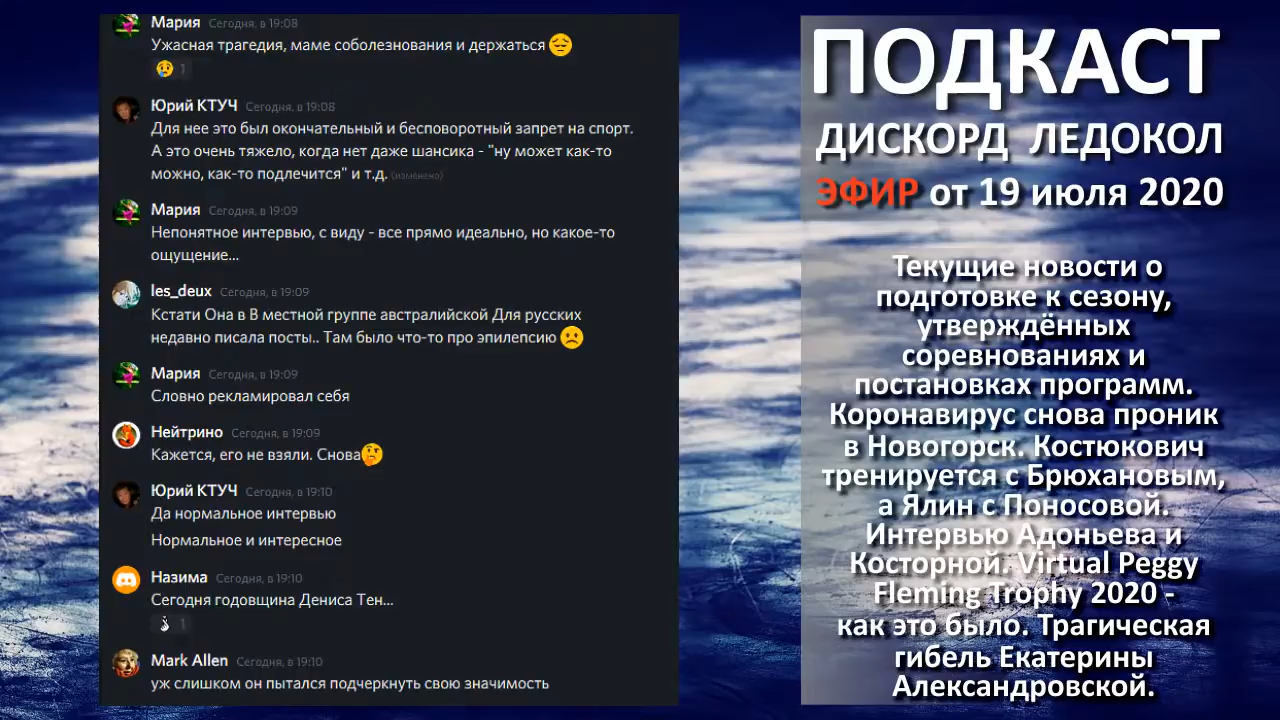 Мария Сегодня, в 19:08
Ужасная трагедия, маме соболезнования и держаться
1
Юрий КТУЧ Сегодня, в 19:08
Для нее это был окончательный и бесповоротный запрет на спорт.
А это очень тяжело, когда нет даже шансика - "ну может как-то
можно, как-то подлечится" и т.д. (изменено)
Мария Сегодня, в 19:09
Непонятное интервью, с виду - все прямо идеально, но какое-то
ощущение...
les_deux Сегодня, в 19:09
Кстати Она в В местной группе австралийской Для русских
недавно писала посты.. Там было что-то про эпилепсию
Мария Сегодня, в 19:09
Словно рекламировал себя
Нейтрино Сегодня, в 19:09
Кажется, его не взяли. Снова
Юрий КТУЧ Сегодня, в 19:10
Да нормальное интервью
Нормальное и интересное
Назима Сегодня, в 19:10
Сегодня годовщина Дениса Тен...
1
Mark Allen Сегодня, в 19:10
уж слишком он пытался подчеркнуть свою значимость
ПОДКАСТ
ДИСКОРД ЛЕДОКОЛ
ЭФИР от 19 июля 2020
Текущие новости о
подготовке к сезону,
утверждённых
соревнованиях и
постановках программ.
Коронавирус снова проник
в Новогорск. Костюкович
тренируется с Брюхановым,
а Ялин с Поносовой.
Интервью Адоньева и
Косторной. Virtual Peggy
Fleming Trophy 2020 -
как это было. Трагическая
гибель Екатерины
Александровской.